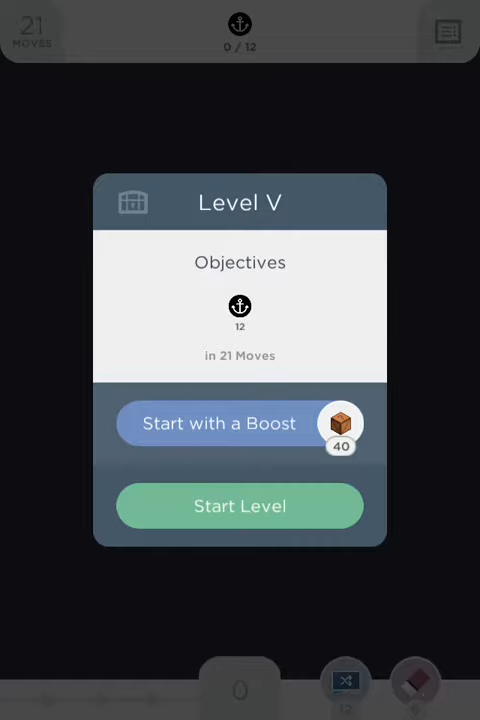 21
MOVES
0 / 12
Level V
Objectives
12
in 21 Moves
Start with a Boost
40
Start Level
0
12